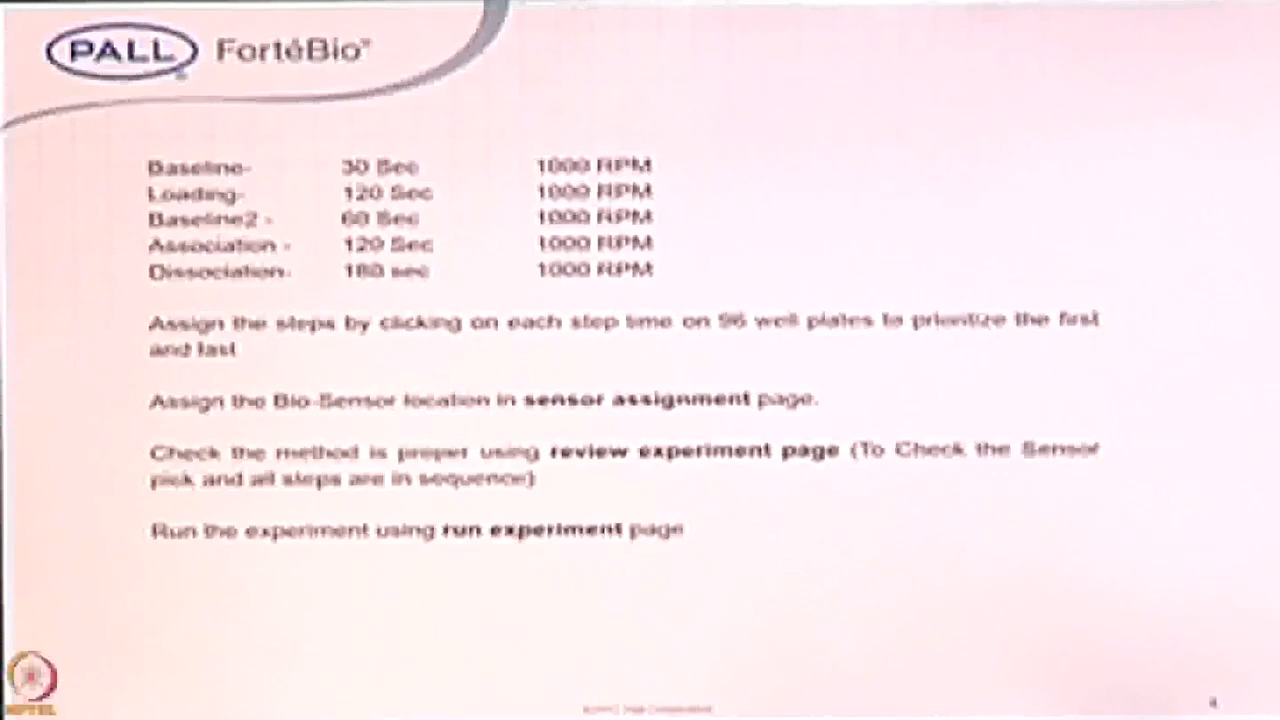 PALL FortéBio™
Baseline- 30 Sec 1000 RPM
Loading- 120 Sec 1000 RPM
Baseline2 - 60 Sec 1000 RPM
Association - 120 Sec 1000 RPM
Dissociation- 180 sec 1000 RPM
Assign the steps by clicking on each step time on 96 well plates to prioritize the first
and last
Assign the Bio-Sensor location in sensor assignment page.
Check the method is proper using review experiment page (To Check the Sensor
pick and all steps are in sequence)
Run the experiment using run experiment page
NPTEL
4